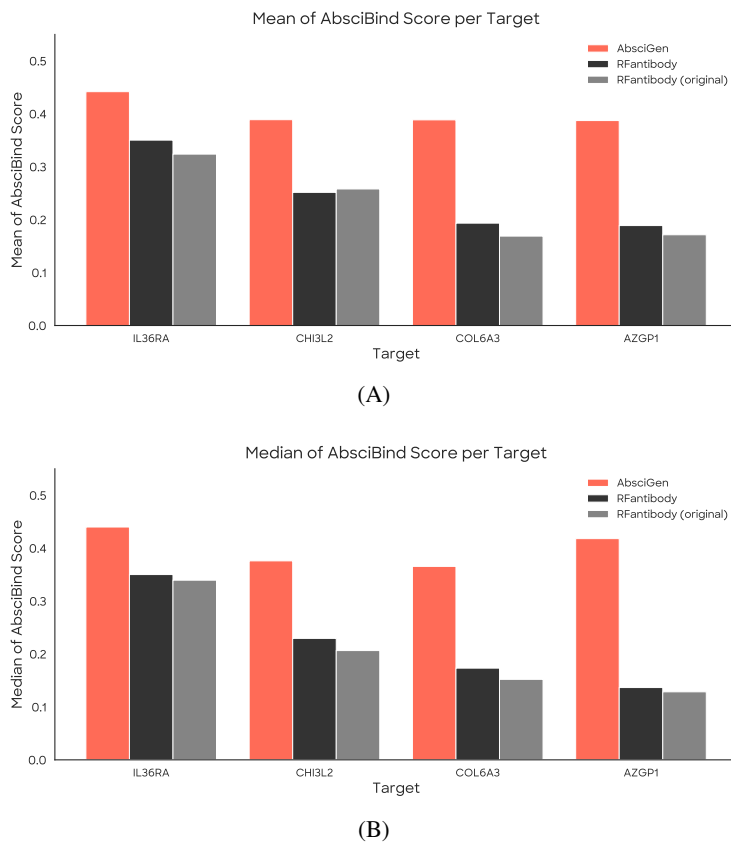 Mean of AbsciBind Score per Target
AbsciGen
RFantibody
RFantibody (original)
Mean of AbsciBind Score
0.5
0.4
0.3
0.2
0.1
0.0
IL36RA
CHI3L2
COL6A3
AZGP1
Target
(A)
Median of AbsciBind Score per Target
AbsciGen
RFantibody
RFantibody (original)
Median of AbsciBind Score
0.5
0.4
0.3
0.2
0.1
0.0
IL36RA
CHI3L2
COL6A3
AZGP1
Target
(B)